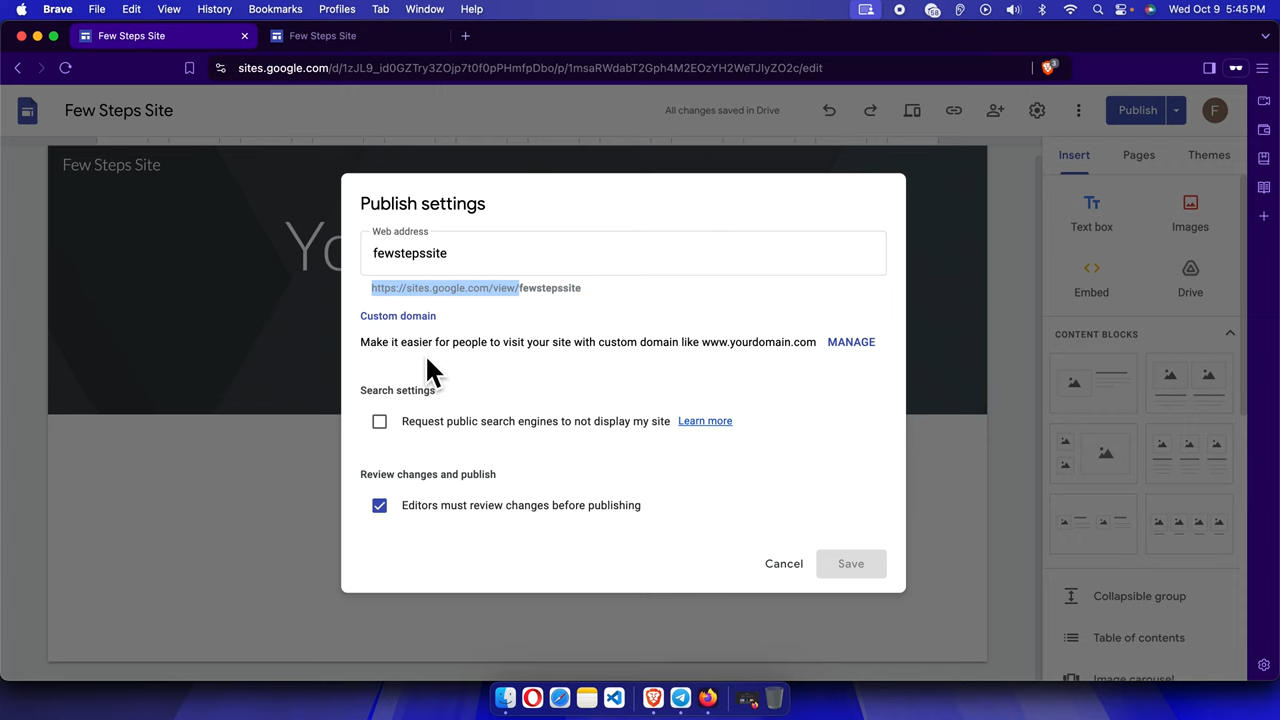 Brave File Edit View History Bookmarks Profiles Tab Window Help Wed Oct 9 5:45 PM
Few Steps Site
Few Steps Site
sites.google.com/d/1zJL9_id0GZTry3ZOjp7t0f0pPHmfpDbo/p/1msaRWdabT2Gph4M2EOzYH2WeTJIyZO2c/edit
3
Few Steps Site
All changes saved in Drive
Publish
F
Few Steps Site
Yo
Insert Pages Themes
Text box
Images
Embed
Drive
CONTENT BLOCKS
Collapsible group
Table of contents
Image carousel
Publish settings
Web address
fewstepssite
https://sites.google.com/view/fewstepssite
Custom domain
Make it easier for people to visit your site with custom domain like www.yourdomain.com MANAGE
Search settings
Request public search engines to not display my site Learn more
Review changes and publish
Editors must review changes before publishing
Cancel Save